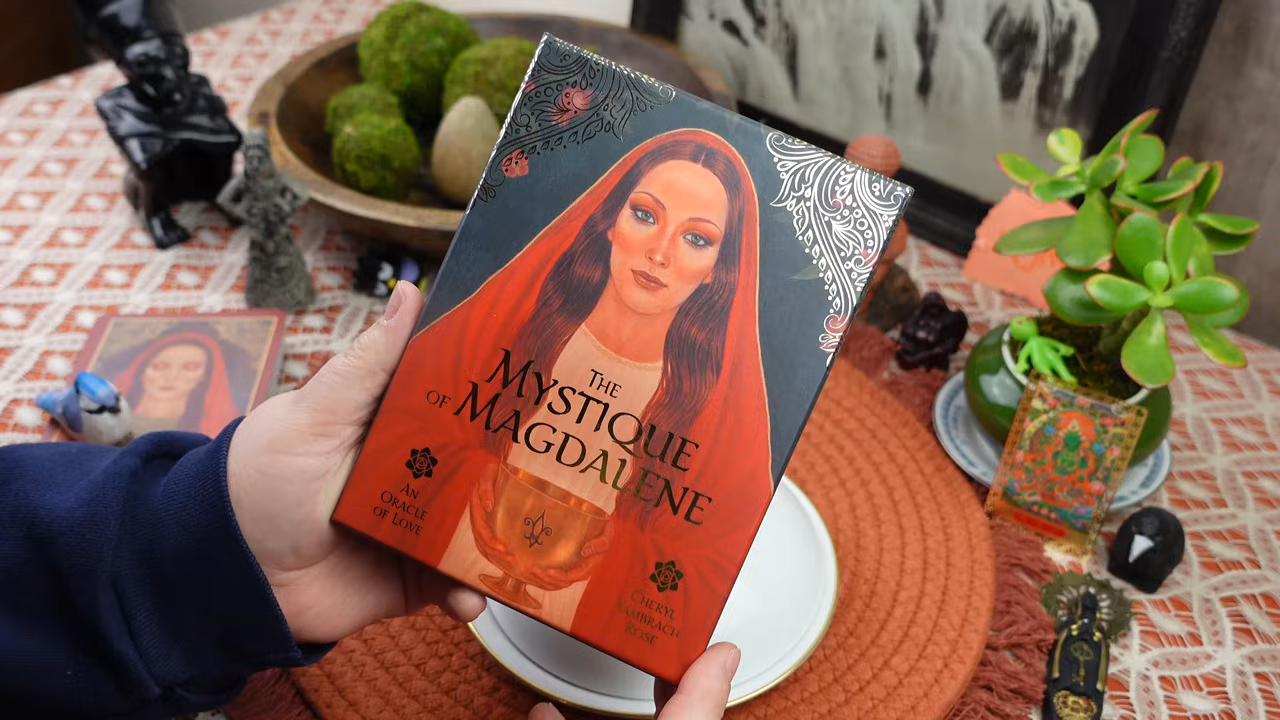 THE
MYSTIQUE
OF MAGDALENE
AN
ORACLE
OF LOVE
CHERYL
YAMBRACH
ROSE